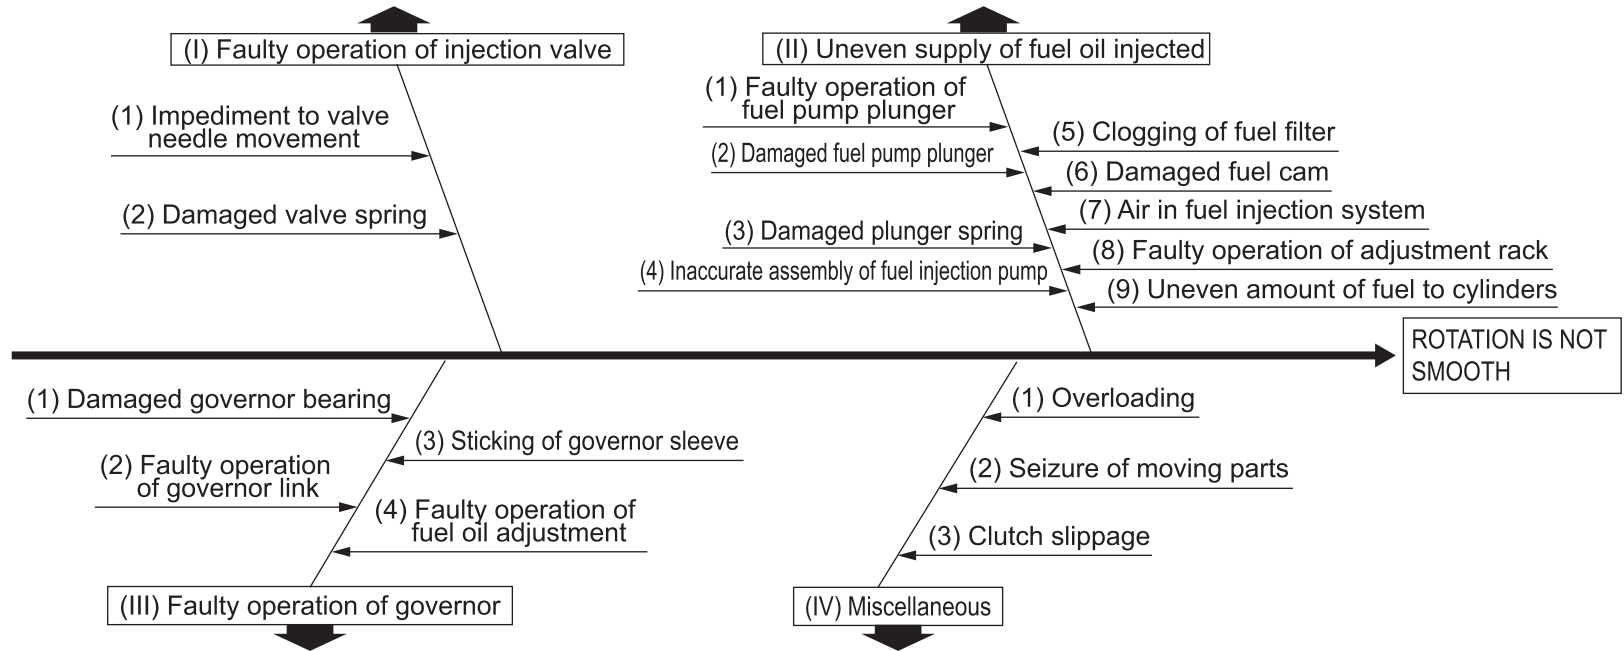 (I) Faulty operation of injection valve
(1) Impediment to valve
needle movement
(2) Damaged valve spring
(II) Uneven supply of fuel oil injected
(1) Faulty operation of
fuel pump plunger
(2) Damaged fuel pump plunger
(3) Damaged plunger spring
(4) Inaccurate assembly of fuel injection pump
(5) Clogging of fuel filter
(6) Damaged fuel cam
(7) Air in fuel injection system
(8) Faulty operation of adjustment rack
(9) Uneven amount of fuel to cylinders
ROTATION IS NOT
SMOOTH
(1) Damaged governor bearing
(2) Faulty operation
of governor link
(3) Sticking of governor sleeve
(4) Faulty operation of
fuel oil adjustment
(III) Faulty operation of governor
(1) Overloading
(2) Seizure of moving parts
(3) Clutch slippage
(IV) Miscellaneous